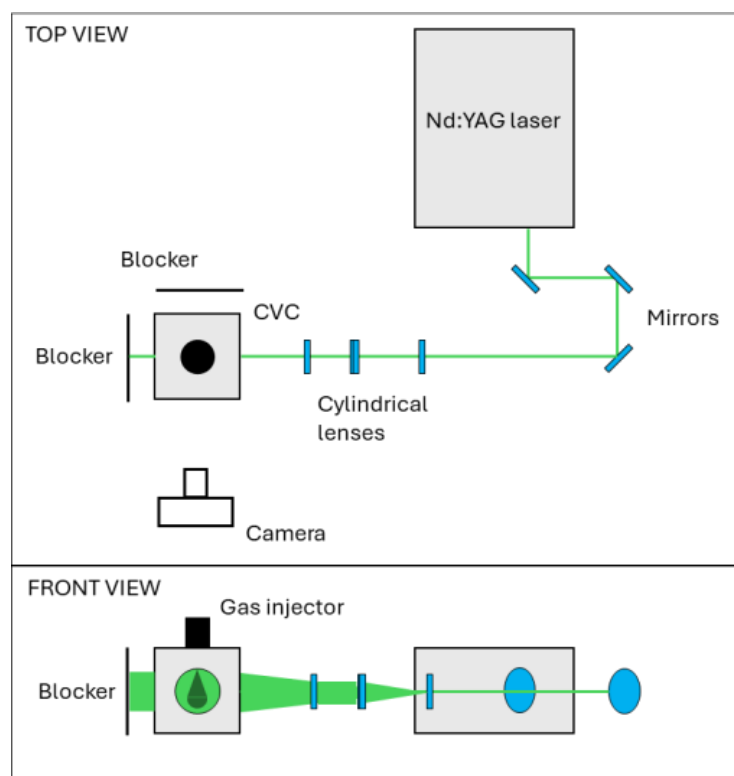 TOP VIEW
Nd:YAG laser
Blocker
CVC
Mirrors
Blocker
Cylindrical
lenses
Camera
FRONT VIEW
Gas injector
Blocker